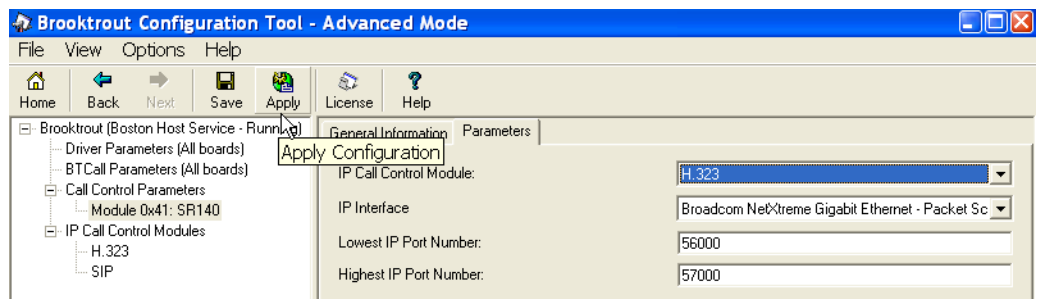 Brooktrout Configuration Tool - Advanced Mode
File View Options Help
Home Back Next Save Apply License Help
Brooktrout (Boston Host Service - Running)
Driver Parameters (All boards)
BTCall Parameters (All boards)
Call Control Parameters
Module 0x41: SR140
IP Call Control Modules
H.323
SIP
General Information Parameters
Apply Configuration
IP Call Control Module: H.323
IP Interface Broadcom NetXtreme Gigabit Ethernet - Packet Sc
Lowest IP Port Number: 56000
Highest IP Port Number: 57000